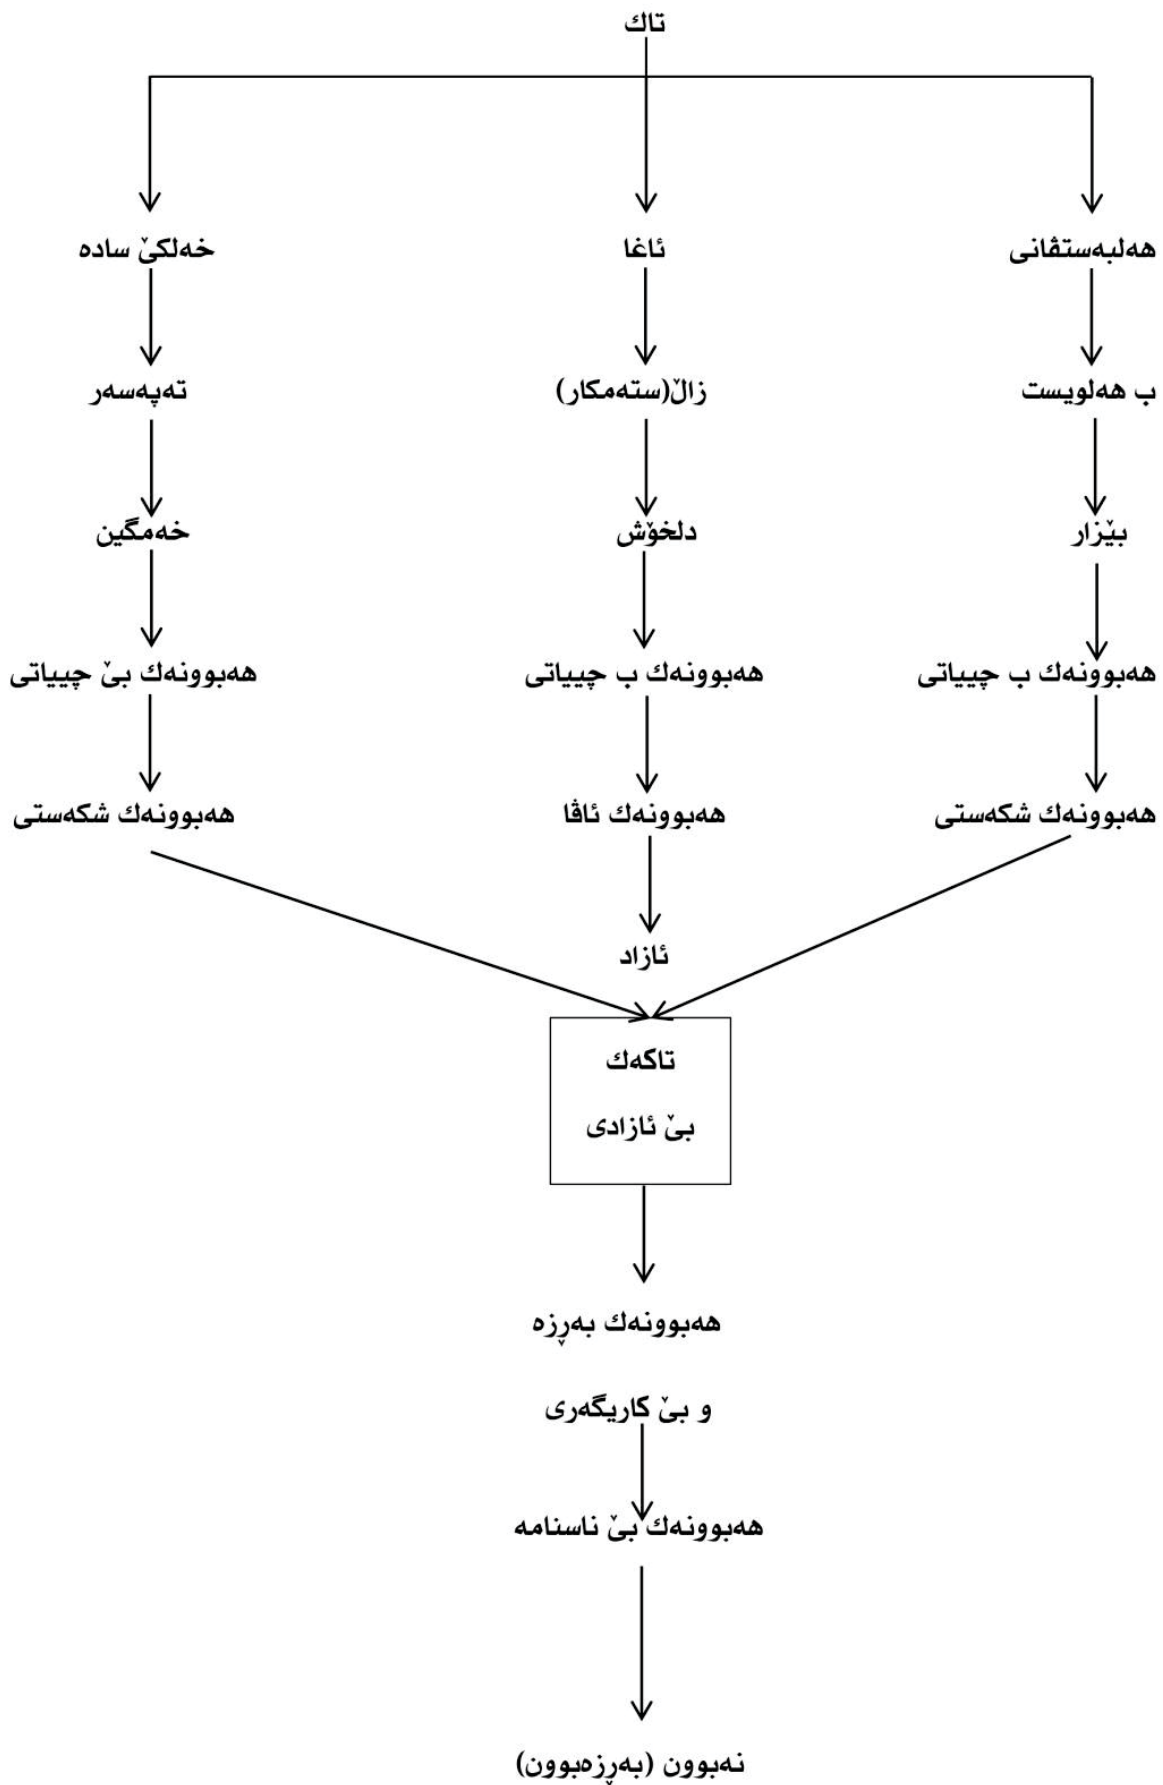 تاك
هەلبەستڤانی
ئاغا
خەلكێ سادە
ب هەلویست
زاڵ(ستەمكار)
تەپەسەر
بێزار
دلخۆش
خەمگین
هەبوونەك ب چییاتی
هەبوونەك ب چییاتی
هەبوونەك بێ چییاتی
هەبوونەك شكەستی
هەبوونەك ئاڤا
هەبوونەك شكەستی
ئازاد
تاكەك
بێ ئازادی
هەبوونەك بەڕزە
و بێ كاریگەری
هەبوونەك بێ ناسنامە
نەبوون (بەڕزەبوون)